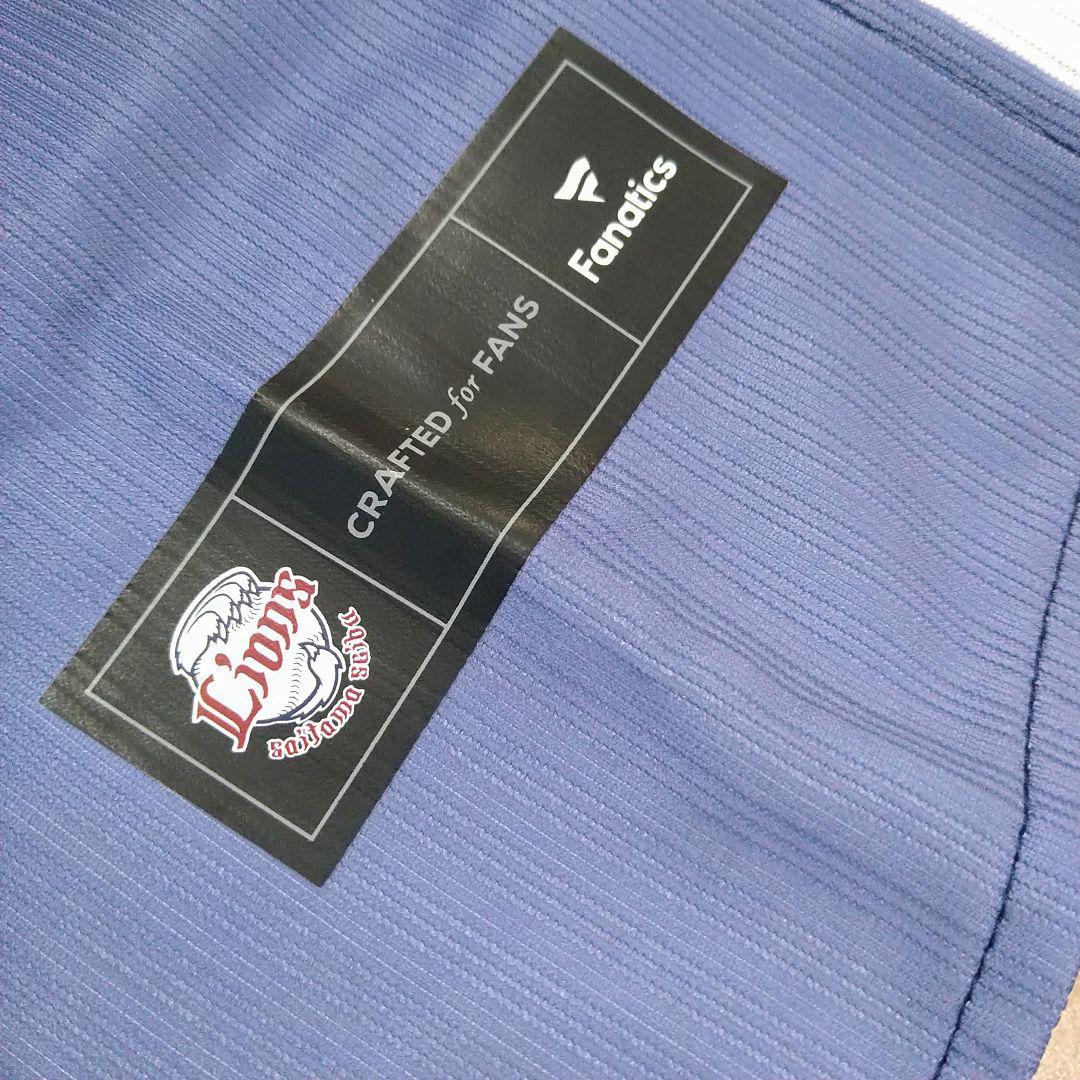 Lions
saitama seibu
CRAFTED for FANS
Fanatics